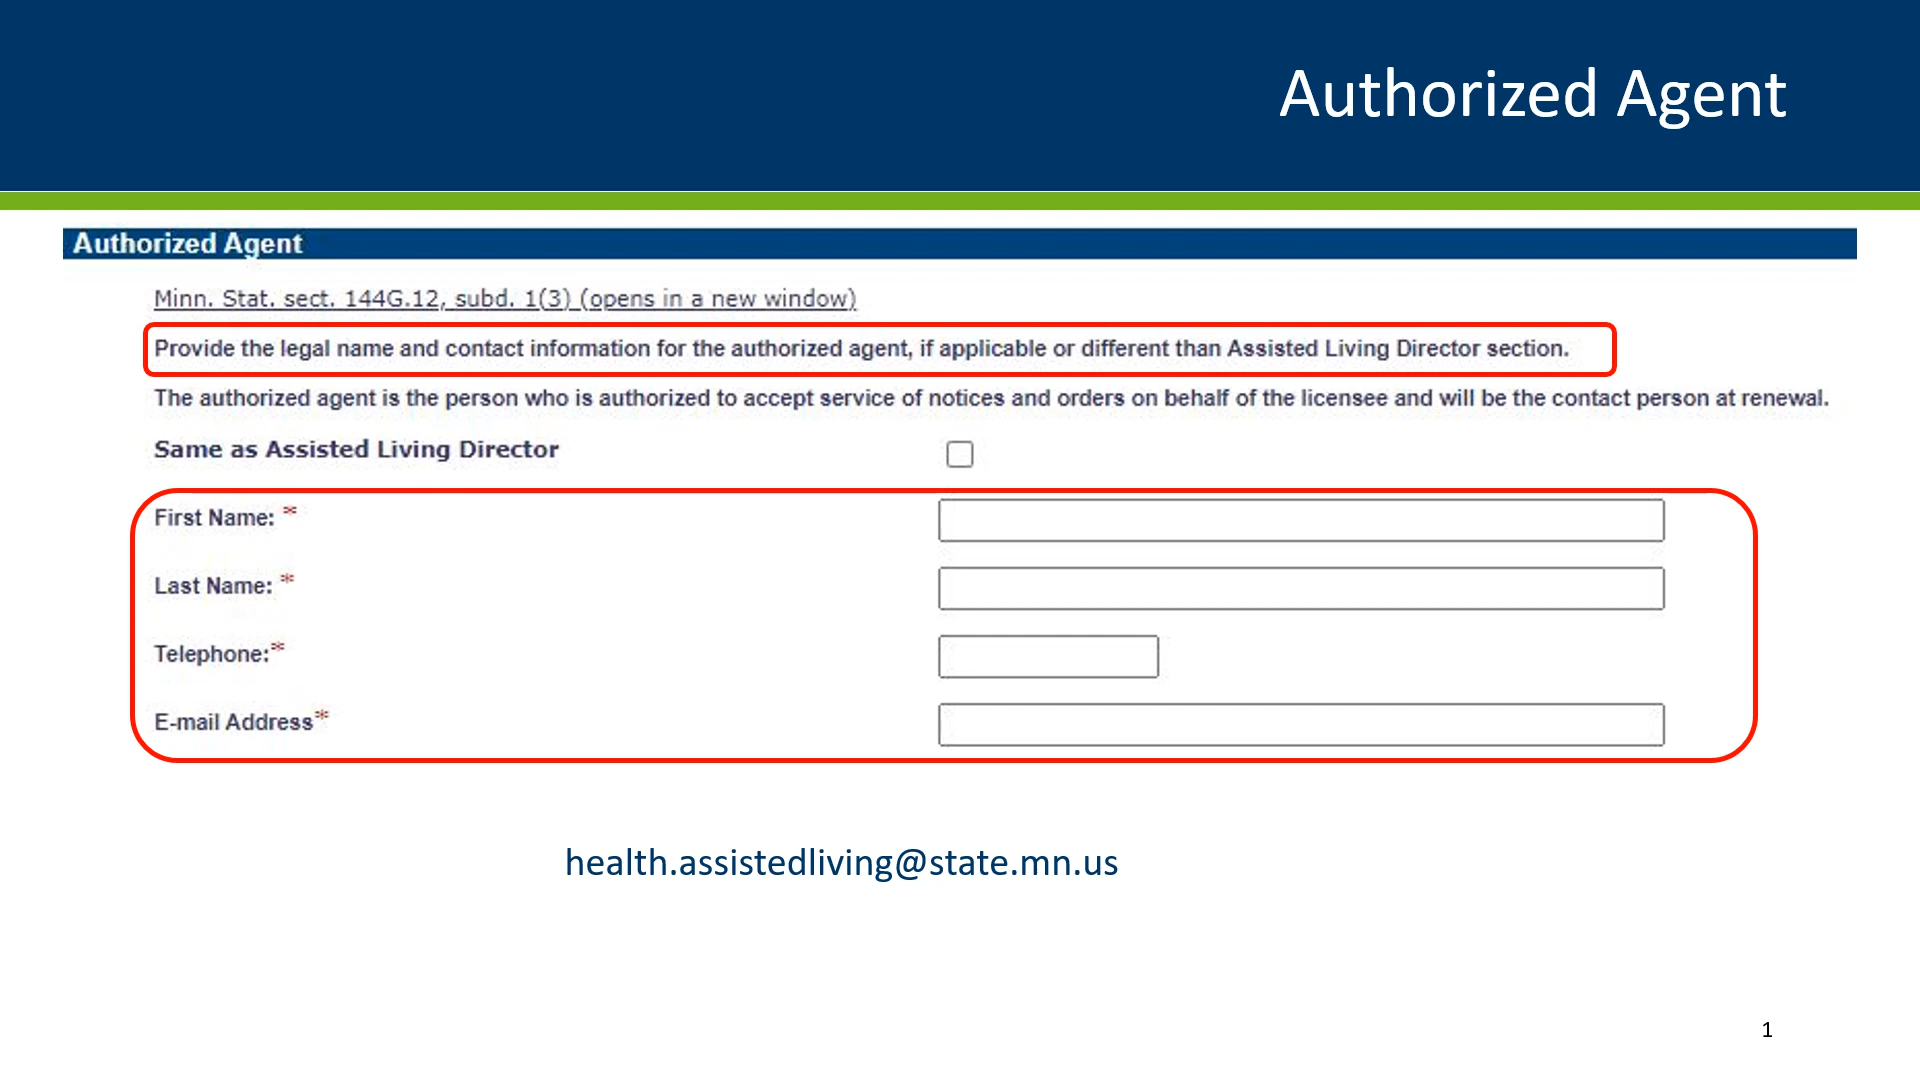 Authorized Agent
Authorized Agent
Minn. Stat. sect. 144G.12, subd. 1(3) (opens in a new window)
Provide the legal name and contact information for the authorized agent, if applicable or different than Assisted Living Director section.
The authorized agent is the person who is authorized to accept service of notices and orders on behalf of the licensee and will be the contact person at renewal.
Same as Assisted Living Director
First Name: *
Last Name: *
Telephone:*
E-mail Address*
health.assistedliving@state.mn.us
1